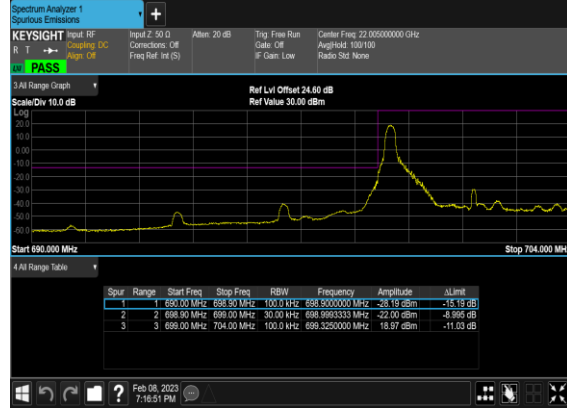 Spectrum Analyzer 1
Spurious Emissions
KEYSIGHT Input: RF Input Z: 50 Ω Atten: 20 dB Trig: Free Run Center Freq: 22.005000000 GHz
R T Coupling: DC Corrections: Off Gate: Off Avg|Hold: 100/100
Align: Off Freq Ref: Int (S) IF Gain: Low Radio Std: None
PASS
3 All Range Graph
Ref Lvl Offset 24.60 dB
Scale/Div 10.0 dB Ref Value 30.00 dBm
Log
20.0
10.0
0.00
-10.0
-20.0
-30.0
-40.0
-50.0
-60.0
Start 690.000 MHz Stop 704.000 MH
4 All Range Table
Spur Range Start Freq Stop Freq RBW Frequency Amplitude ΔLimit
1 1 690.00 MHz 698.90 MHz 100.0 kHz 698.9000000 MHz -28.19 dBm -15.19 dB
2 2 698.90 MHz 699.00 MHz 30.00 kHz 698.9993333 MHz -22.00 dBm -8.995 dB
3 3 699.00 MHz 704.00 MHz 100.0 kHz 699.3250000 MHz 18.97 dBm -11.03 dB
Feb 08, 2023
7:16:51 PM